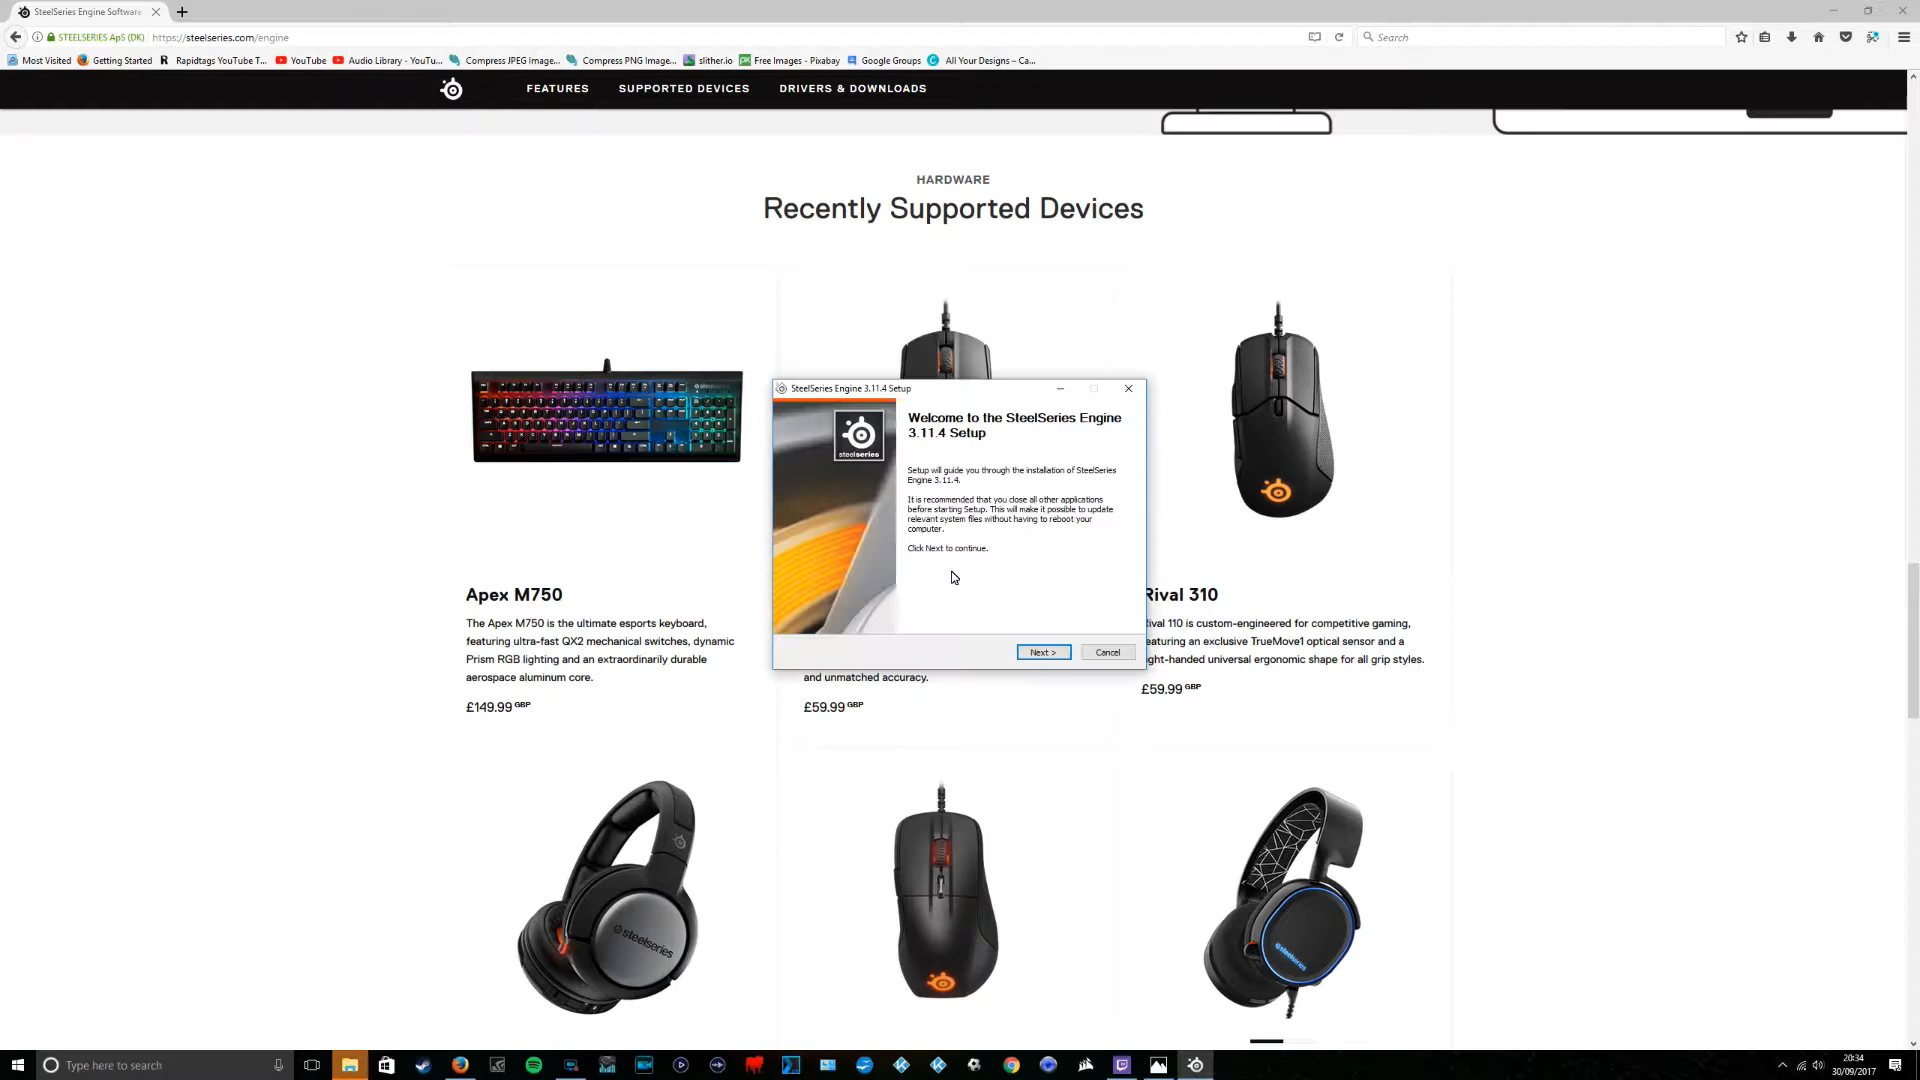 SteelSeries Engine Software
STEELSERIES ApS (DK)
https://steelseries.com/engine
Search
Most Visited
Getting Started
Rapidtags YouTube T...
YouTube
Audio Library - YouTu...
Compress JPEG Image...
Compress PNG Image...
slither.io
Free Images - Pixabay
Google Groups
All Your Designs – Ca...
FEATURES
SUPPORTED DEVICES
DRIVERS & DOWNLOADS
HARDWARE
Recently Supported Devices
SteelSeries Engine 3.11.4 Setup
steelseries
Welcome to the SteelSeries Engine
3.11.4 Setup
Setup will guide you through the installation of SteelSeries
Engine 3.11.4.
It is recommended that you close all other applications
before starting Setup. This will make it possible to update
relevant system files without having to reboot your
computer.
Click Next to continue.
Next >
Cancel
Apex M750
The Apex M750 is the ultimate esports keyboard,
featuring ultra-fast QX2 mechanical switches, dynamic
Prism RGB lighting and an extraordinarily durable
aerospace aluminum core.
£149.99 GBP
and unmatched accuracy.
£59.99 GBP
Rival 310
ival 110 is custom-engineered for competitive gaming,
eaturing an exclusive TrueMove1 optical sensor and a
ght-handed universal ergonomic shape for all grip styles.
£59.99 GBP
steelseries
steelseries
Type here to search
20:34
30/09/2017